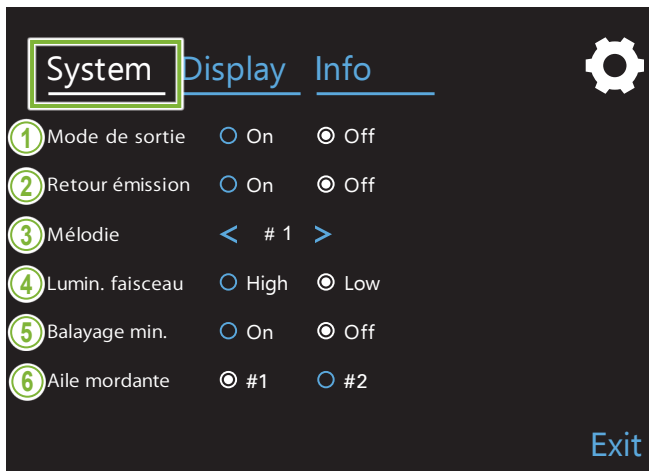 System Display Info
1 Mode de sortie On Off
2 Retour émission On Off
3 Mélodie < # 1 >
4 Lumin. faisceau High Low
5 Balayage min. On Off
6 Aile mordante #1 #2
Exit